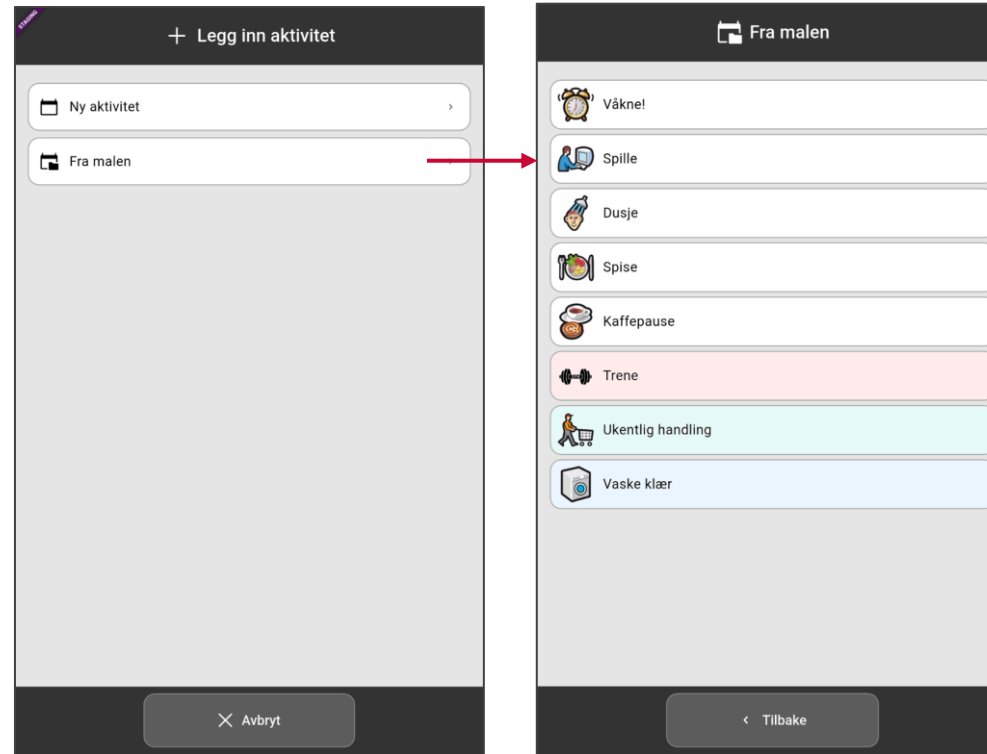 STAGING
Legg inn aktivitet
Ny aktivitet
Fra malen
Avbryt
Fra malen
Våkne!
Spille
Dusje
Spise
Kaffepause
Trene
Ukentlig handling
Vaske klær
Tilbake